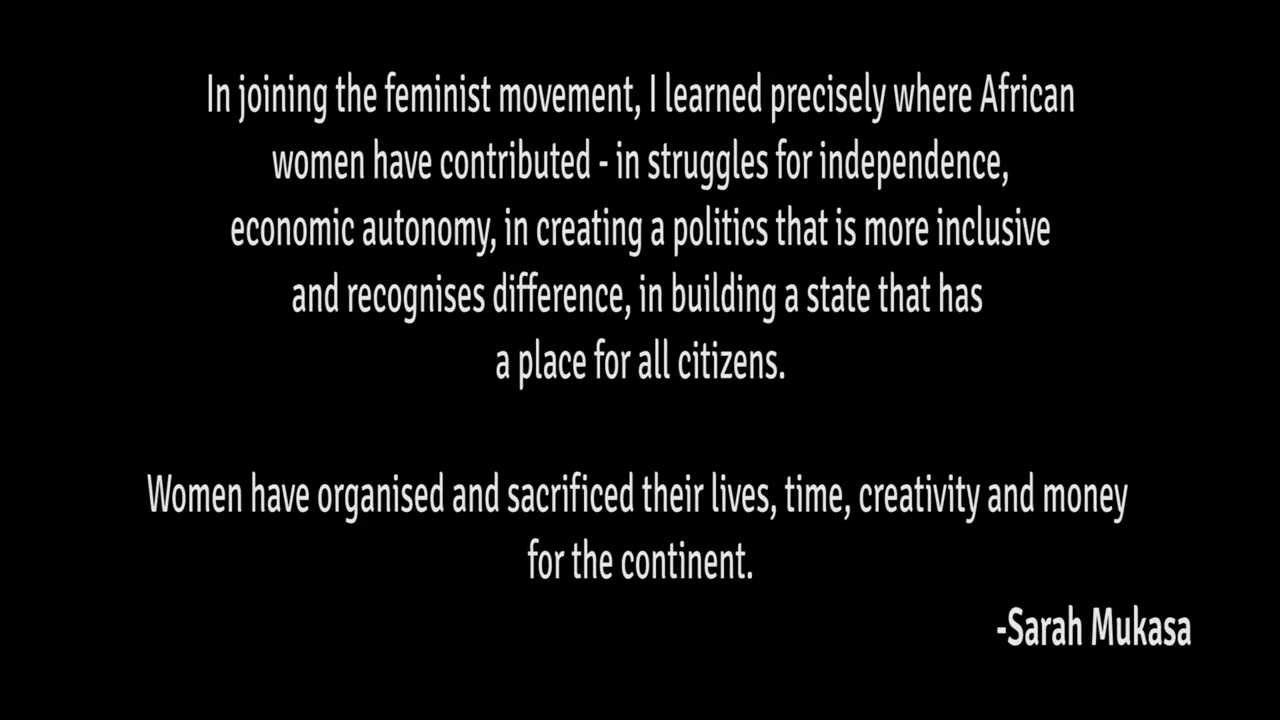 In joining the feminist movement, I learned precisely where African
women have contributed - in struggles for independence,
economic autonomy, in creating a politics that is more inclusive
and recognises difference, in building a state that has
a place for all citizens.
Women have organised and sacrificed their lives, time, creativity and money
for the continent.
-Sarah Mukasa